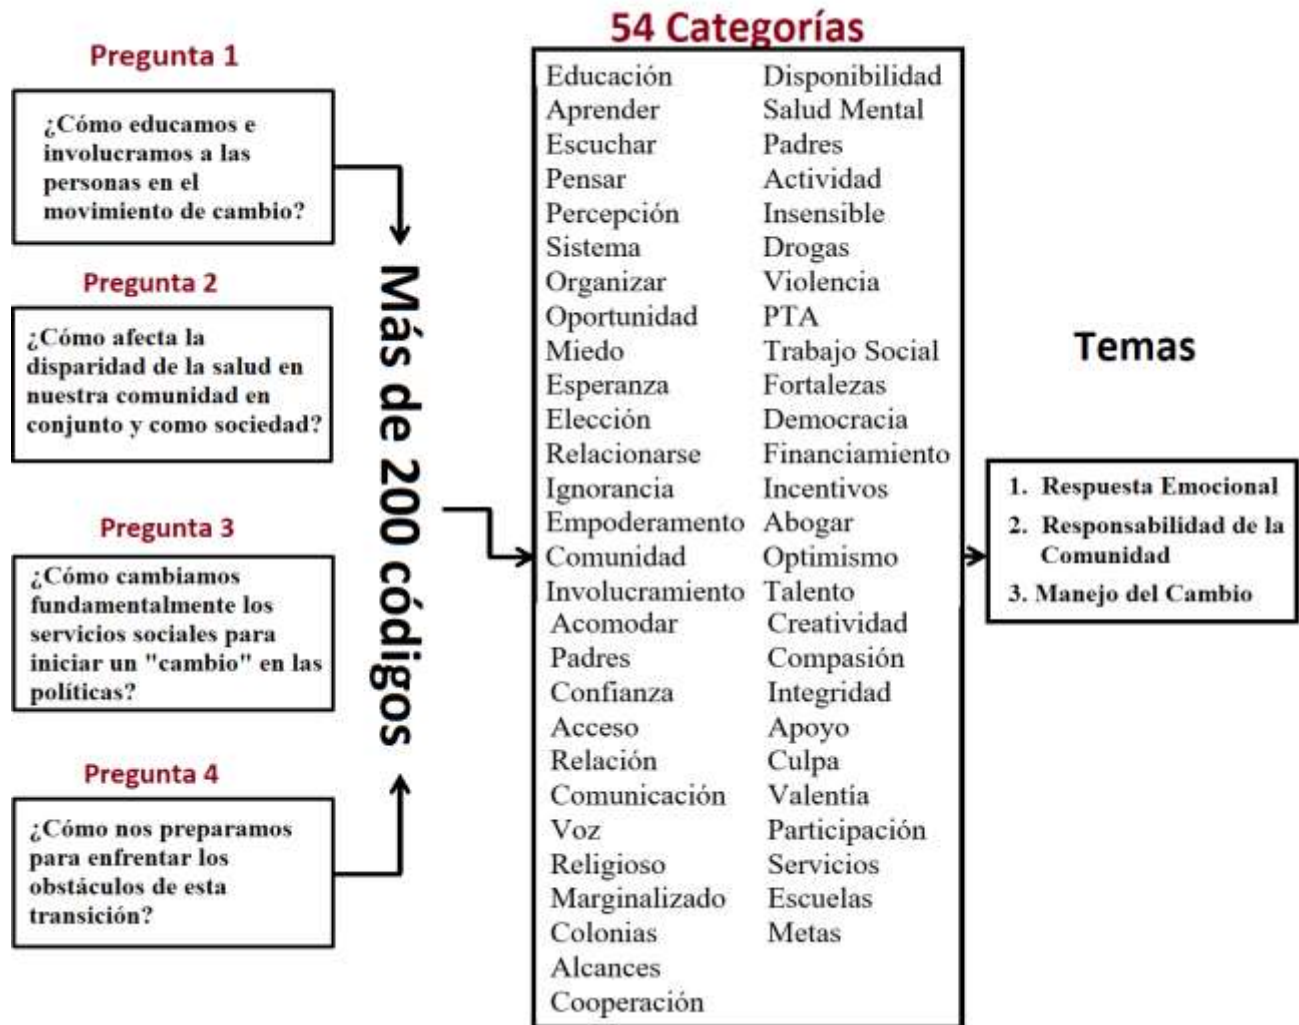 Pregunta 1
¿Cómo educamos e
involucramos a las
personas en el
movimiento de cambio?
Pregunta 2
¿Cómo afecta la
disparidad de la salud en
nuestra comunidad en
conjunto y como sociedad?
Pregunta 3
¿Cómo cambiamos
fundamentalmente los
servicios sociales para
iniciar un "cambio" en las
políticas?
Pregunta 4
¿Cómo nos preparamos
para enfrentar los
obstáculos de esta
transición?
Más de 200 códigos
54 Categorías
Educación
Aprender
Escuchar
Pensar
Percepción
Sistema
Organizar
Oportunidad
Miedo
Esperanza
Elección
Relacionarse
Ignorancia
Empoderamento
Comunidad
Involucramiento
Acomodar
Padres
Confianza
Acceso
Relación
Comunicación
Voz
Religioso
Marginalizado
Colonias
Alcances
Cooperación
Disponibilidad
Salud Mental
Padres
Actividad
Insensible
Drogas
Violencia
PTA
Trabajo Social
Fortalezas
Democracia
Financiamiento
Incentivos
Abogar
Optimismo
Talento
Creatividad
Compasión
Integridad
Apoyo
Culpa
Valentía
Participación
Servicios
Escuelas
Metas
Temas
1. Respuesta Emocional
2. Responsabilidad de la
Comunidad
3. Manejo del Cambio